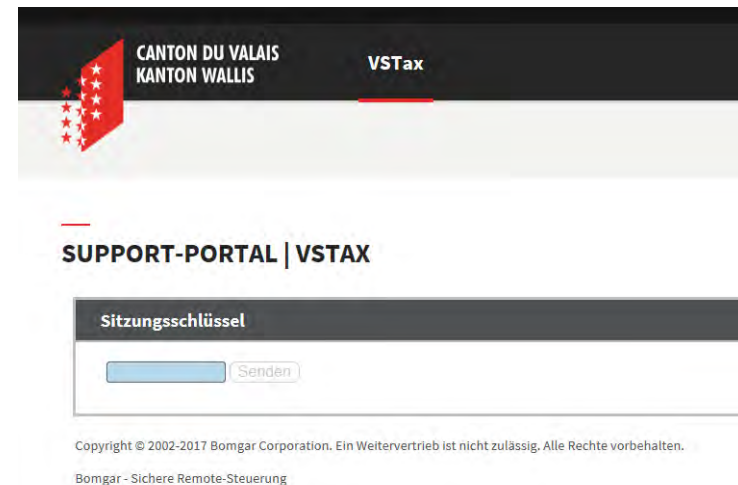 CANTON DU VALAIS
KANTON WALLIS
VSTax
SUPPORT-PORTAL | VSTAX
Sitzungsschlüssel
Senden
Copyright © 2002-2017 Bomgar Corporation. Ein Weitervertrieb ist nicht zulässig. Alle Rechte vorbehalten.
Bomgar - Sichere Remote-Steuerung